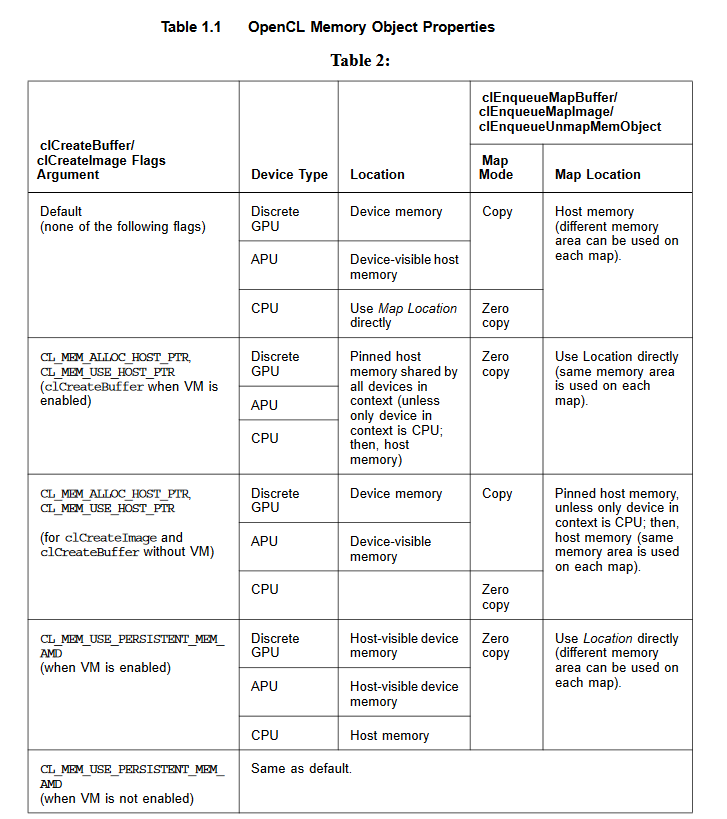 Table 1.1 OpenCL Memory Object Properties
Table 2:
clCreateBuffer/
clCreateImage Flags
Argument
Device Type
Location
clEnqueueMapBuffer/
clEnqueueMapImage/
clEnqueueUnmapMemObject
Map
Mode
Map Location
Default
(none of the following flags)
Discrete
GPU
Device memory
Copy
Host memory
(different memory
area can be used on
each map).
APU
Device-visible host
memory
CPU
Use Map Location
directly
Zero
copy
CL_MEM_ALLOC_HOST_PTR,
CL_MEM_USE_HOST_PTR
(clCreateBuffer when VM is
enabled)
Discrete
GPU
Pinned host
memory shared by
all devices in
context (unless
only device in
context is CPU;
then, host
memory)
Zero
copy
Use Location directly
(same memory area
is used on each
map).
APU
CPU
CL_MEM_ALLOC_HOST_PTR,
CL_MEM_USE_HOST_PTR
(for clCreateImage and
clCreateBuffer without VM)
Discrete
GPU
Device memory
Copy
Pinned host memory,
unless only device in
context is CPU; then,
host memory (same
memory area is used
on each map).
APU
Device-visible
memory
CPU
Zero
copy
CL_MEM_USE_PERSISTENT_MEM_
AMD
(when VM is enabled)
Discrete
GPU
Host-visible device
memory
Zero
copy
Use Location directly
(different memory
area can be used on
each map).
APU
Host-visible device
memory
CPU
Host memory
CL_MEM_USE_PERSISTENT_MEM_
AMD
(when VM is not enabled)
Same as default.